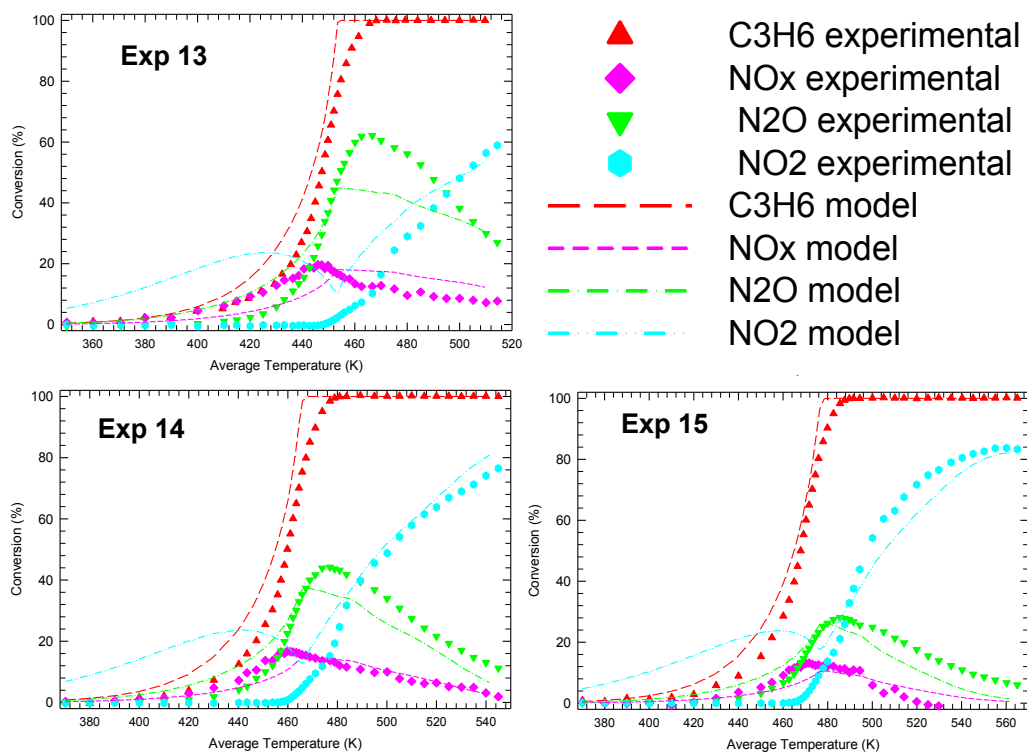 Exp 13
100
80
60
40
20
0
Conversion (%)
360 380 400 420 440 460 480 500 520
Average Temperature (K)
C3H6 experimental
NOx experimental
N2O experimental
NO2 experimental
C3H6 model
NOx model
N2O model
NO2 model
Exp 14
100
80
60
40
20
0
Conversion (%)
380 400 420 440 460 480 500 520 540
Average Temperature (K)
Exp 15
100
80
60
40
20
0
Conversion (%)
380 400 420 440 460 480 500 520 540 560
Average Temperature (K)